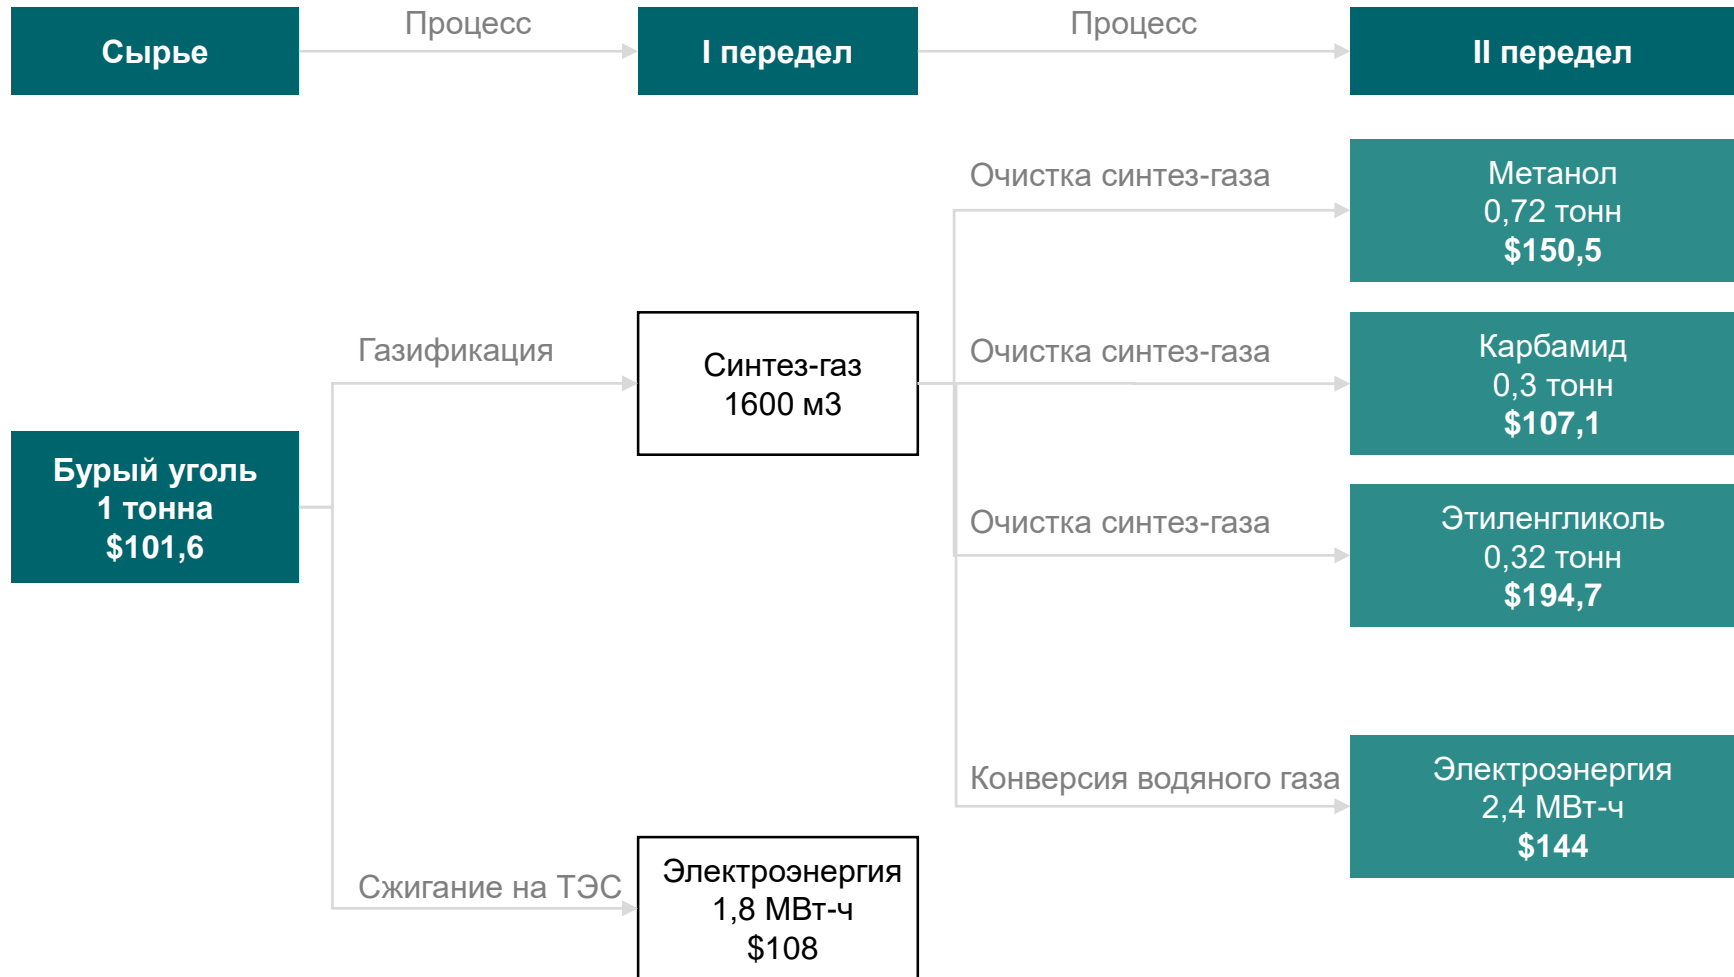 Сырье
Процесс
I передел
Процесс
II передел
Очистка синтез-газа
Метанол
0,72 тонн
$150,5
Газификация
Синтез-газ
1600 м3
Очистка синтез-газа
Карбамид
0,3 тонн
$107,1
Бурый уголь
1 тонна
$101,6
Очистка синтез-газа
Этиленгликоль
0,32 тонн
$194,7
Конверсия водяного газа
Электроэнергия
2,4 МВт-ч
$144
Сжигание на ТЭС
Электроэнергия
1,8 МВт-ч
$108